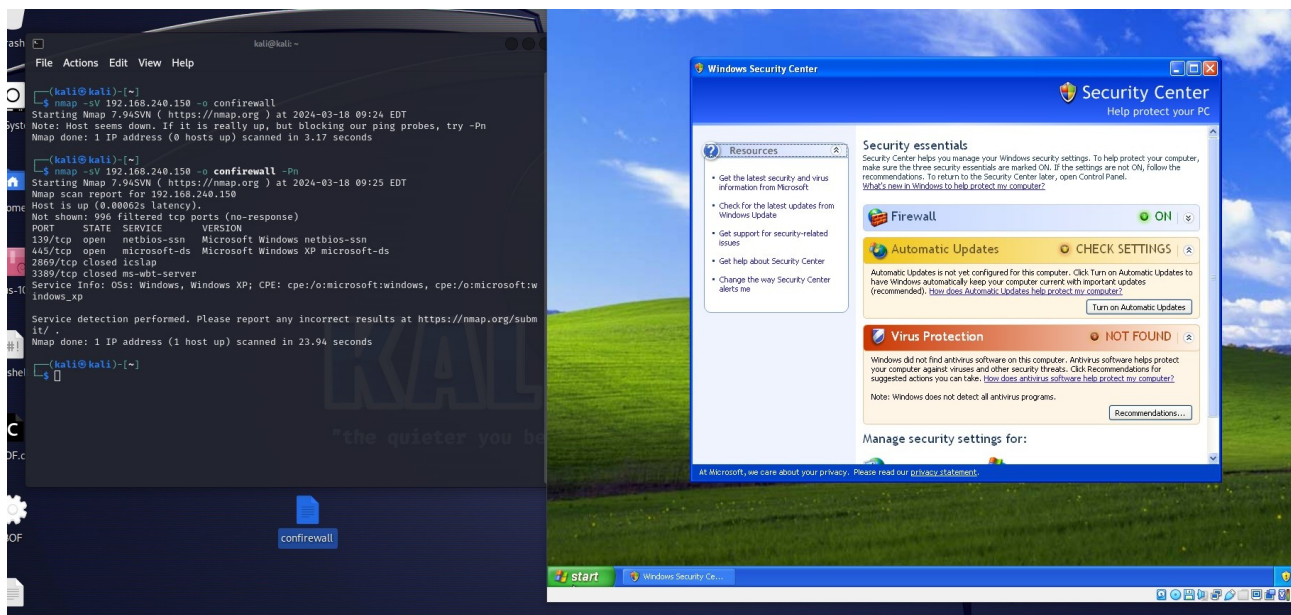 kali@kali: ~
File Actions Edit View Help
(kali㉿kali)-[~]
$ nmap -sV 192.168.240.150 -o confirewall
Starting Nmap 7.94SVN ( https://nmap.org ) at 2024-03-18 09:24 EDT
Note: Host seems down. If it is really up, but blocking our ping probes, try -Pn
Nmap done: 1 IP address (0 hosts up) scanned in 3.17 seconds
(kali㉿kali)-[~]
$ nmap -sV 192.168.240.150 -o confirewall -Pn
Starting Nmap 7.94SVN ( https://nmap.org ) at 2024-03-18 09:25 EDT
Nmap scan report for 192.168.240.150
Host is up (0.00062s latency).
Not shown: 996 filtered tcp ports (no-response)
PORT STATE SERVICE VERSION
139/tcp open netbios-ssn Microsoft Windows netbios-ssn
445/tcp open microsoft-ds Microsoft Windows XP microsoft-ds
2869/tcp closed icslap
3389/tcp closed ms-wbt-server
Service Info: OSs: Windows, Windows XP; CPE: cpe:/o:microsoft:windows, cpe:/o:microsoft:w
indows_xp
Service detection performed. Please report any incorrect results at https://nmap.org/subm
it/ .
Nmap done: 1 IP address (1 host up) scanned in 23.94 seconds
(kali㉿kali)-[~]
$
KAL
"the quieter you be
confirewall
Windows Security Center
Security Center
Help protect your PC
Resources
• Get the latest security and virus
information from Microsoft
• Check for the latest updates from
Windows Update
• Get support for security-related
issues
• Get help about Security Center
• Change the way Security Center
alerts me
Security essentials
Security Center helps you manage your Windows security settings. To help protect your computer,
make sure the three security essentials are marked ON. If the settings are not ON, follow the
recommendations. To return to the Security Center later, open Control Panel.
What's new in Windows to help protect my computer?
Firewall ON
Automatic Updates CHECK SETTINGS
Automatic Updates is not yet configured for this computer. Click Turn on Automatic Updates to
have Windows automatically keep your computer current with important updates
(recommended). How does Automatic Updates help protect my computer?
Turn on Automatic Updates
Virus Protection NOT FOUND
Windows did not find antivirus software on this computer. Antivirus software helps protect
your computer against viruses and other security threats. Click Recommendations for
suggested actions you can take. How does antivirus software help protect my computer?
Note: Windows does not detect all antivirus programs.
Recommendations...
Manage security settings for:
At Microsoft, we care about your privacy. Please read our privacy statement.
start
Windows Security Ce...